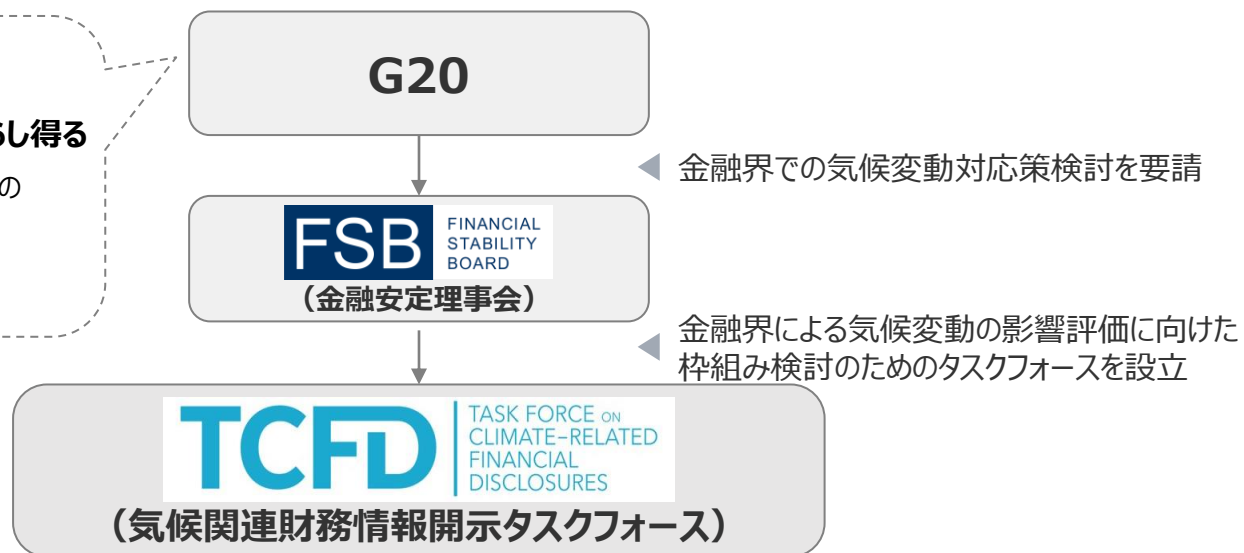 G20
し得る
の
金融界での気候変動対応策検討を要請
FSB
FINANCIAL
STABILITY
BOARD
（金融安定理事会）
金融界による気候変動の影響評価に向けた
枠組み検討のためのタスクフォースを設立
TCFD
TASK FORCE ON
CLIMATE-RELATED
FINANCIAL
DISCLOSURES
（気候関連財務情報開示タスクフォース）